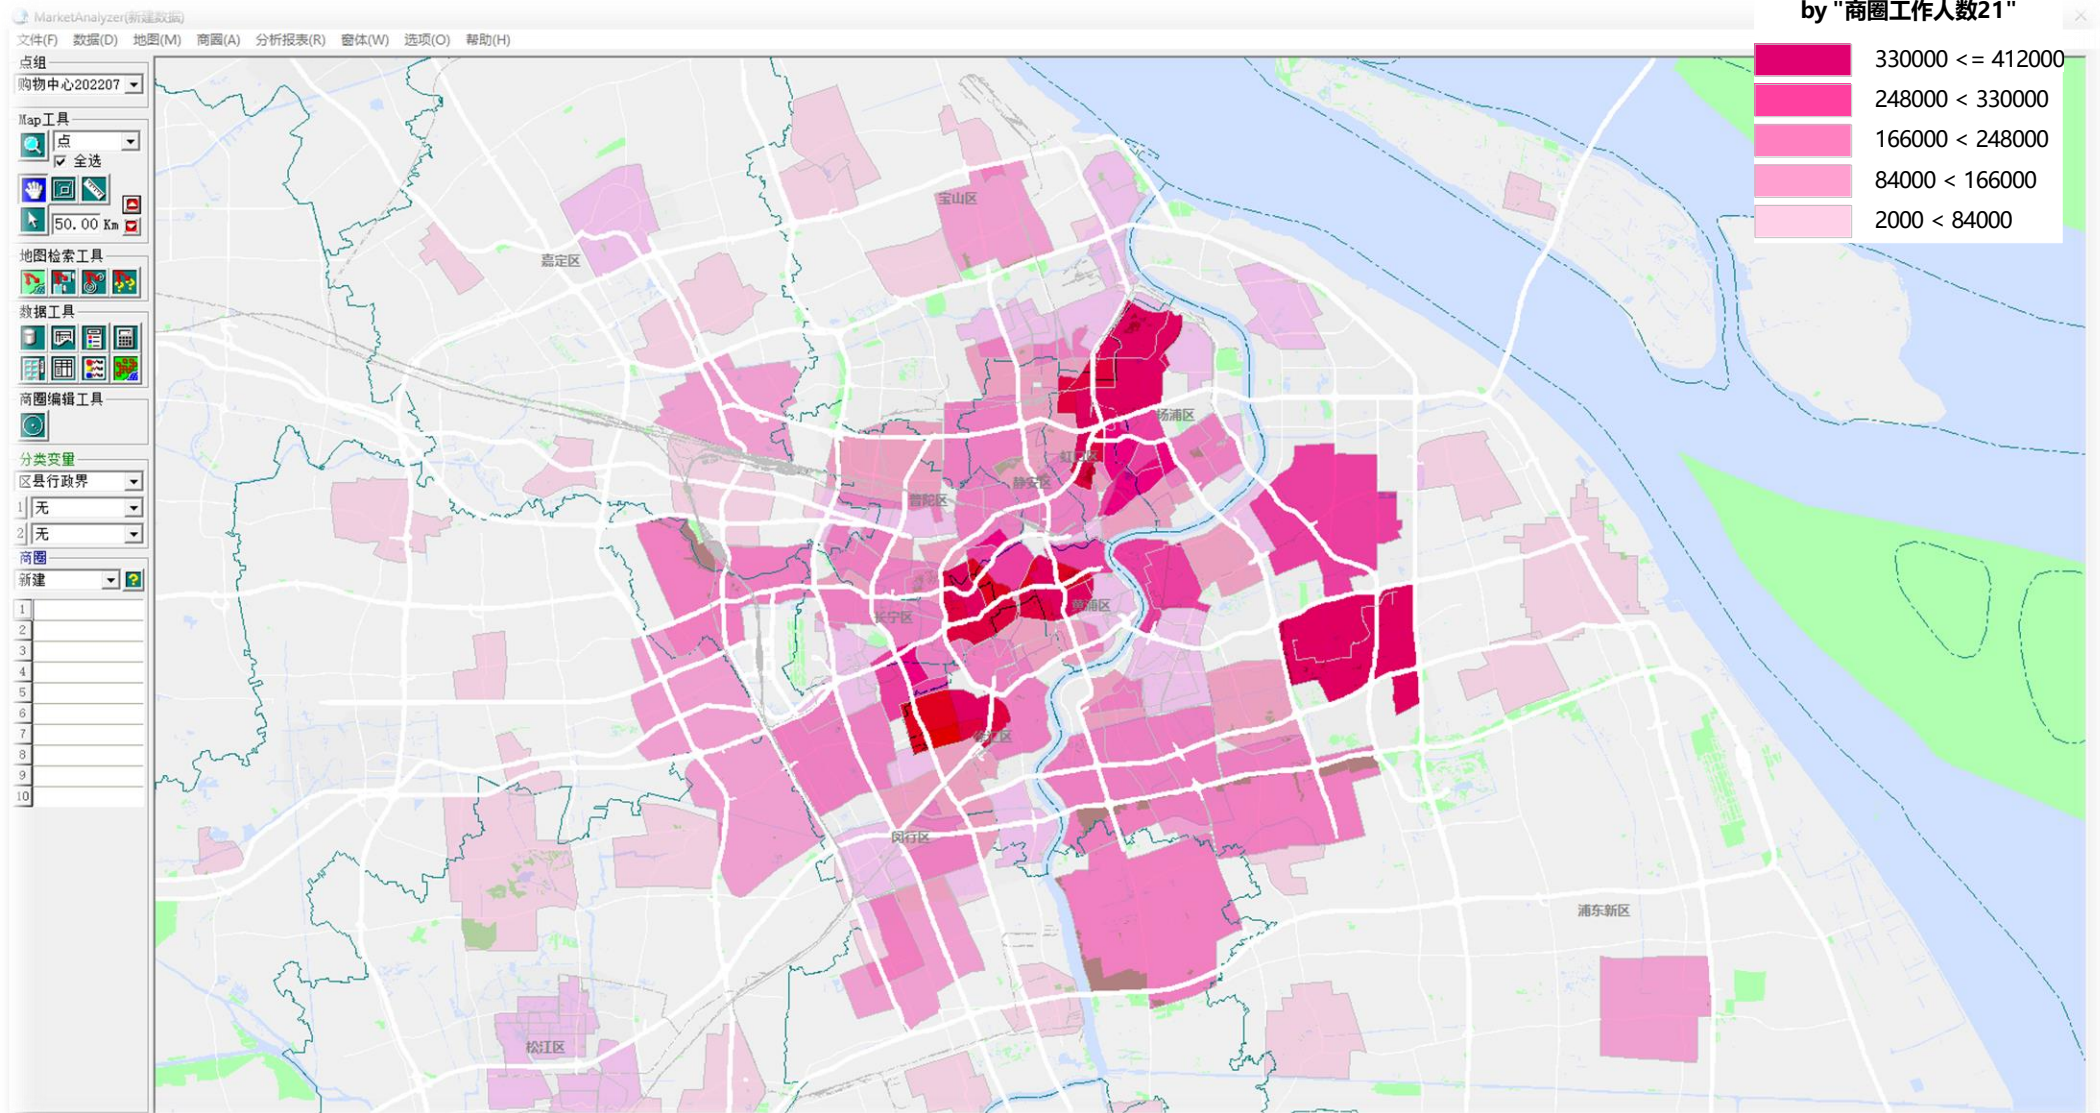 MarketAnalyzer(新建数据)
文件(F) 数据(D) 地图(M) 商圈(A) 分析报表(R) 窗体(W) 选项(O) 帮助(H)
点组
购物中心202207
Map工具
点
全选
50.00 Km
地图检索工具
数据工具
商圈编辑工具
分类变量
区县行政界
1 无
2 无
商圈
新建
1
2
3
4
5
6
7
8
9
10
by "商圈工作人数21"
330000 <= 412000
248000 < 330000
166000 < 248000
84000 < 166000
2000 < 84000
宝山区
嘉定区
杨浦区
虹口区
静安区
普陀区
黄浦区
长宁区
徐汇区
闵行区
浦东新区
松江区